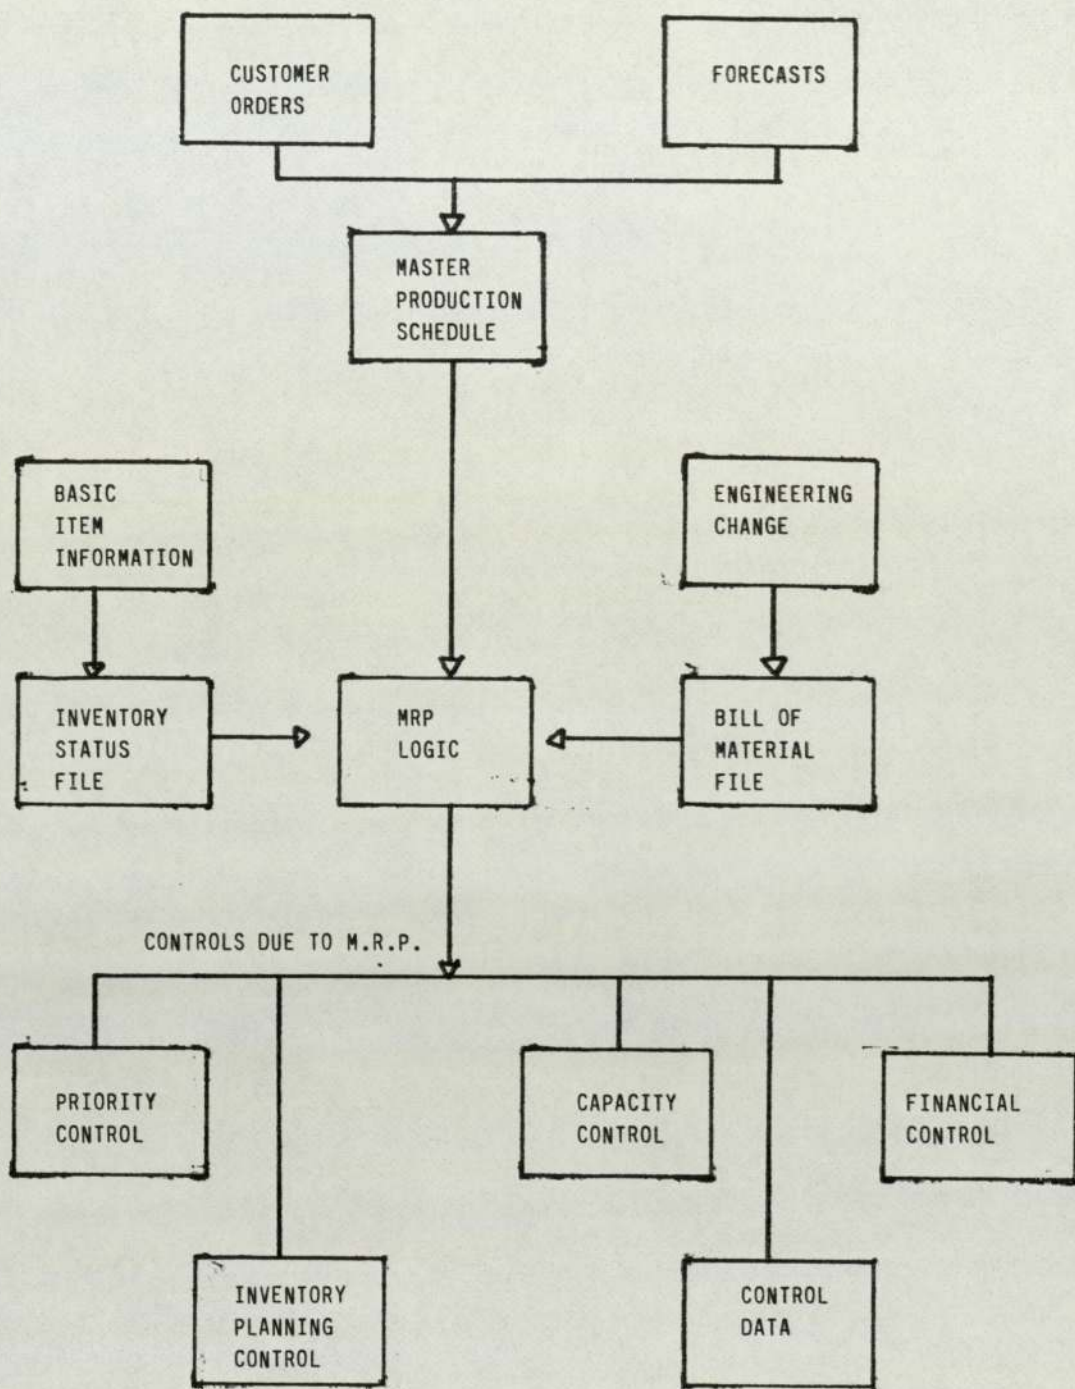 CUSTOMER
ORDERS
FORECASTS
MASTER
PRODUCTION
SCHEDULE
BASIC
ITEM
INFORMATION
ENGINEERING
CHANGE
INVENTORY
STATUS
FILE
MRP
LOGIC
BILL OF
MATERIAL
FILE
CONTROLS DUE TO M.R.P.
PRIORITY
CONTROL
CAPACITY
CONTROL
FINANCIAL
CONTROL
INVENTORY
PLANNING
CONTROL
CONTROL
DATA